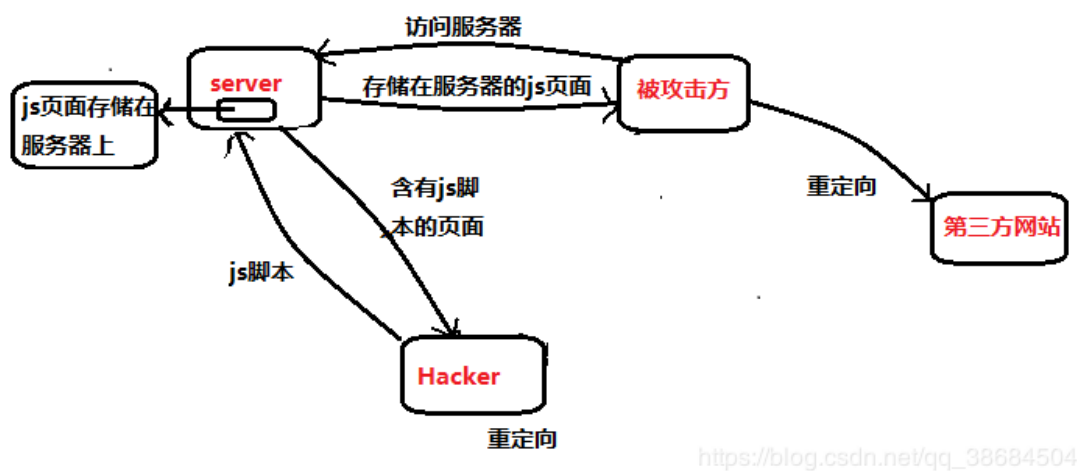 访问服务器
server
存储在服务器的js页面
被攻击方
js页面存储在
服务器上
含有js脚
本的页面
重定向
第三方网站
js脚本
Hacker
重定向
https://blog.csdn.net/qq_38684504